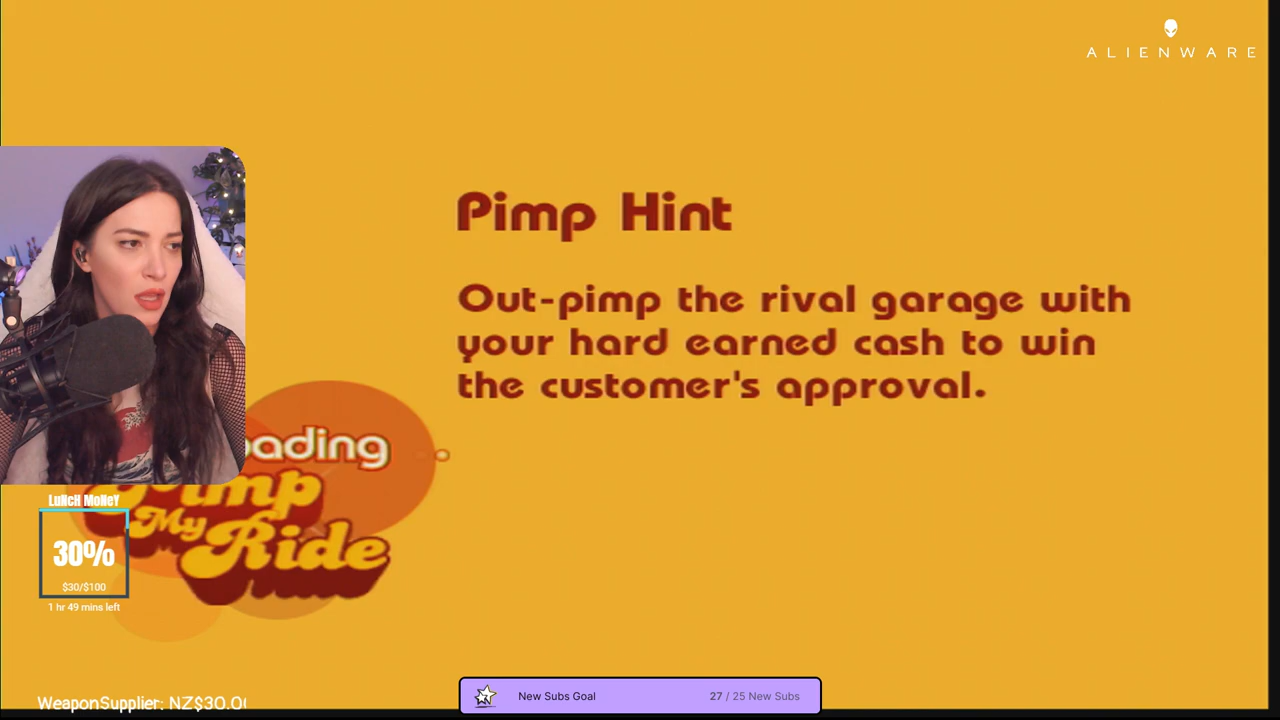 ALIENWARE
Pimp Hint
Out-pimp the rival garage with
your hard earned cash to win
the customer's approval.
Pimp
My
Ride
LuNcH MoNeY
30%
$30/$100
1 hr 49 mins left
WeaponSupplier: NZ$30.0
New Subs Goal 27 / 25 New Subs